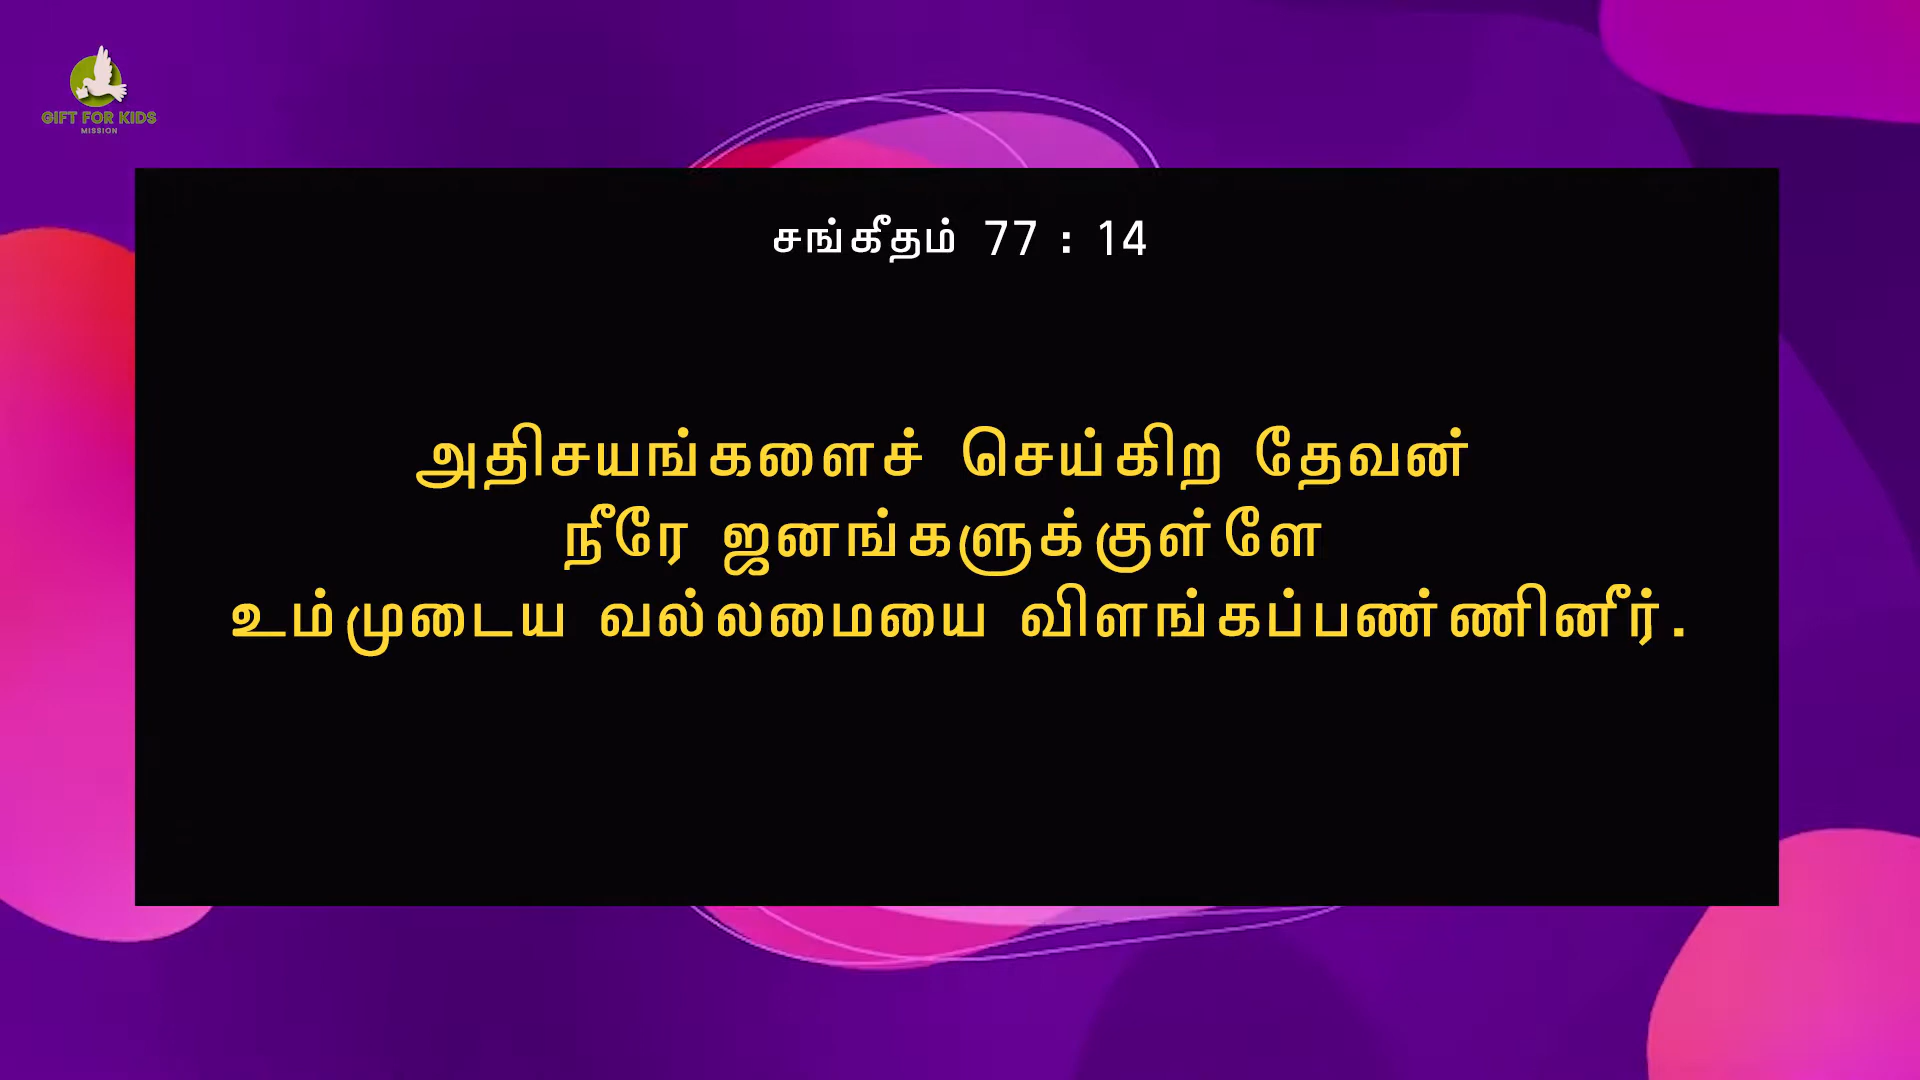 GIFT FOR KIDS
MISSION
சங்கீதம் 77 : 14
அதிசயங்களைச் செய்கிற தேவன்
நீரே ஜனங்களுக்குள்ளே
உம்முடைய வல்லமையை விளங்கப்பண்ணினீர்.